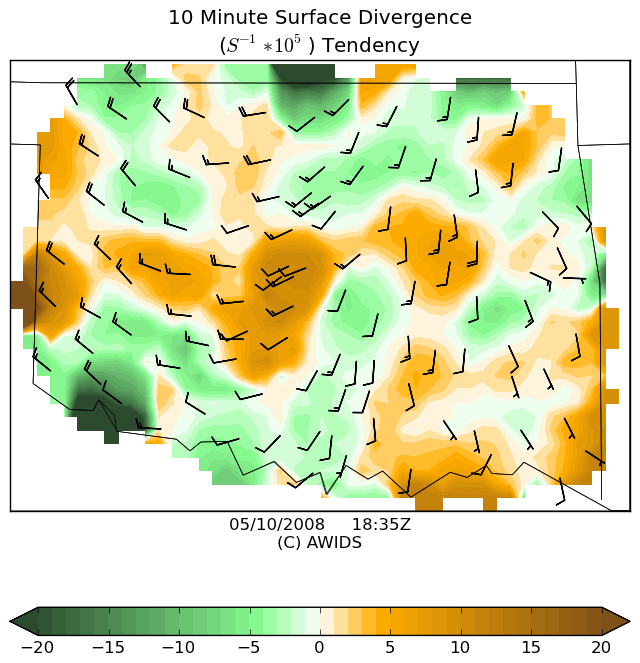 10 Minute Surface Divergence
(S⁻¹ * 10⁵ ) Tendency
05/10/2008 18:35Z
(C) AWIDS
−20 −15 −10 −5 0 5 10 15 20